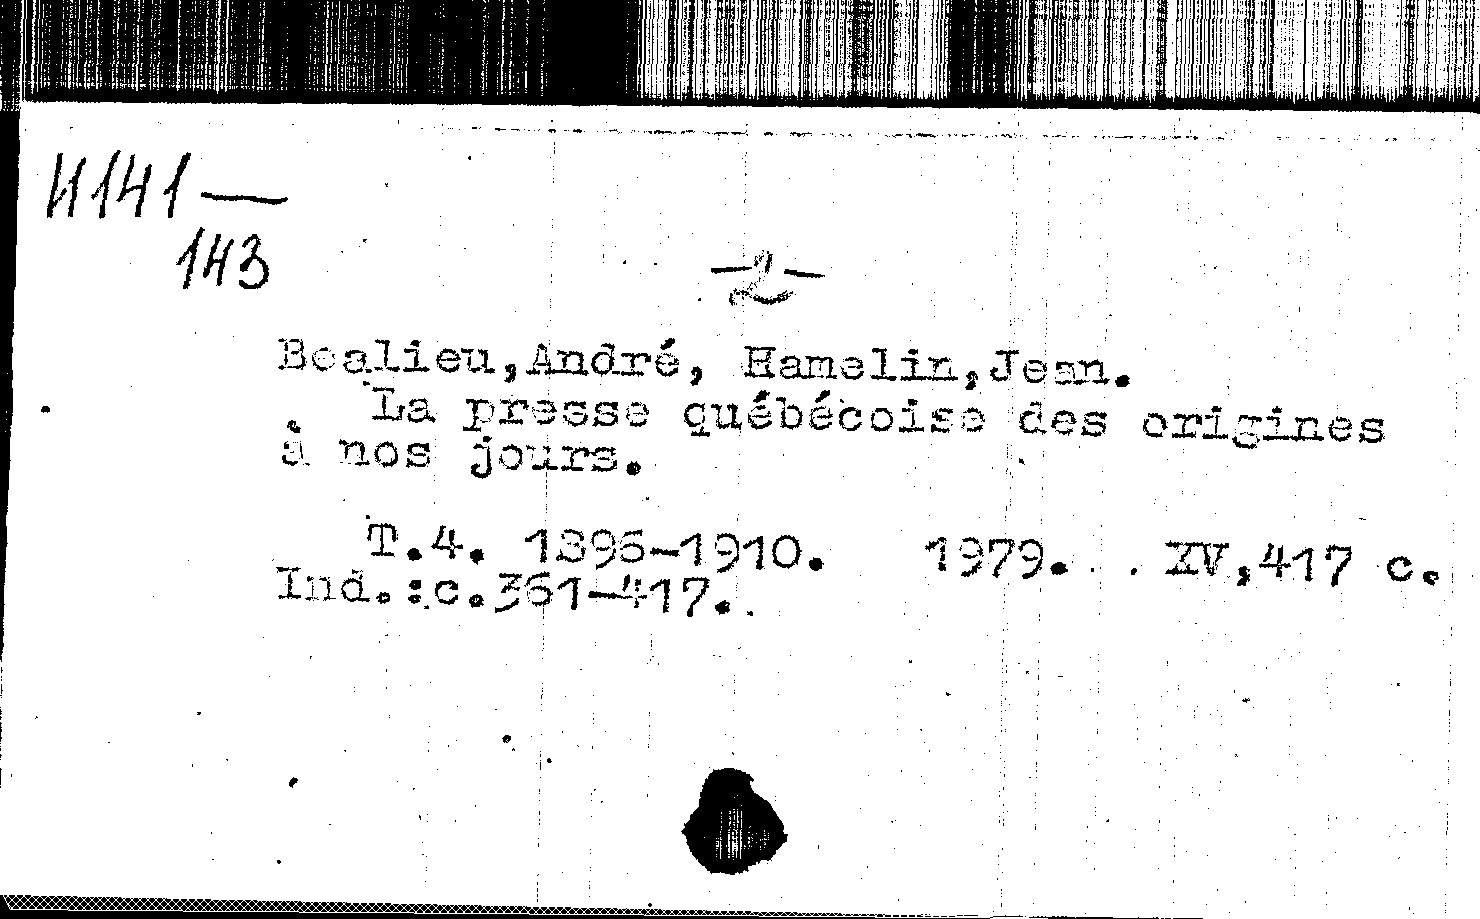 И141—
143
-2-
Bealieu,André, Hamelin,Jean.
La presse québécoise des origines
à nos jours.
T.4. 1896-1910. 1979. XV,417 c.
Ind.:c.361-417.